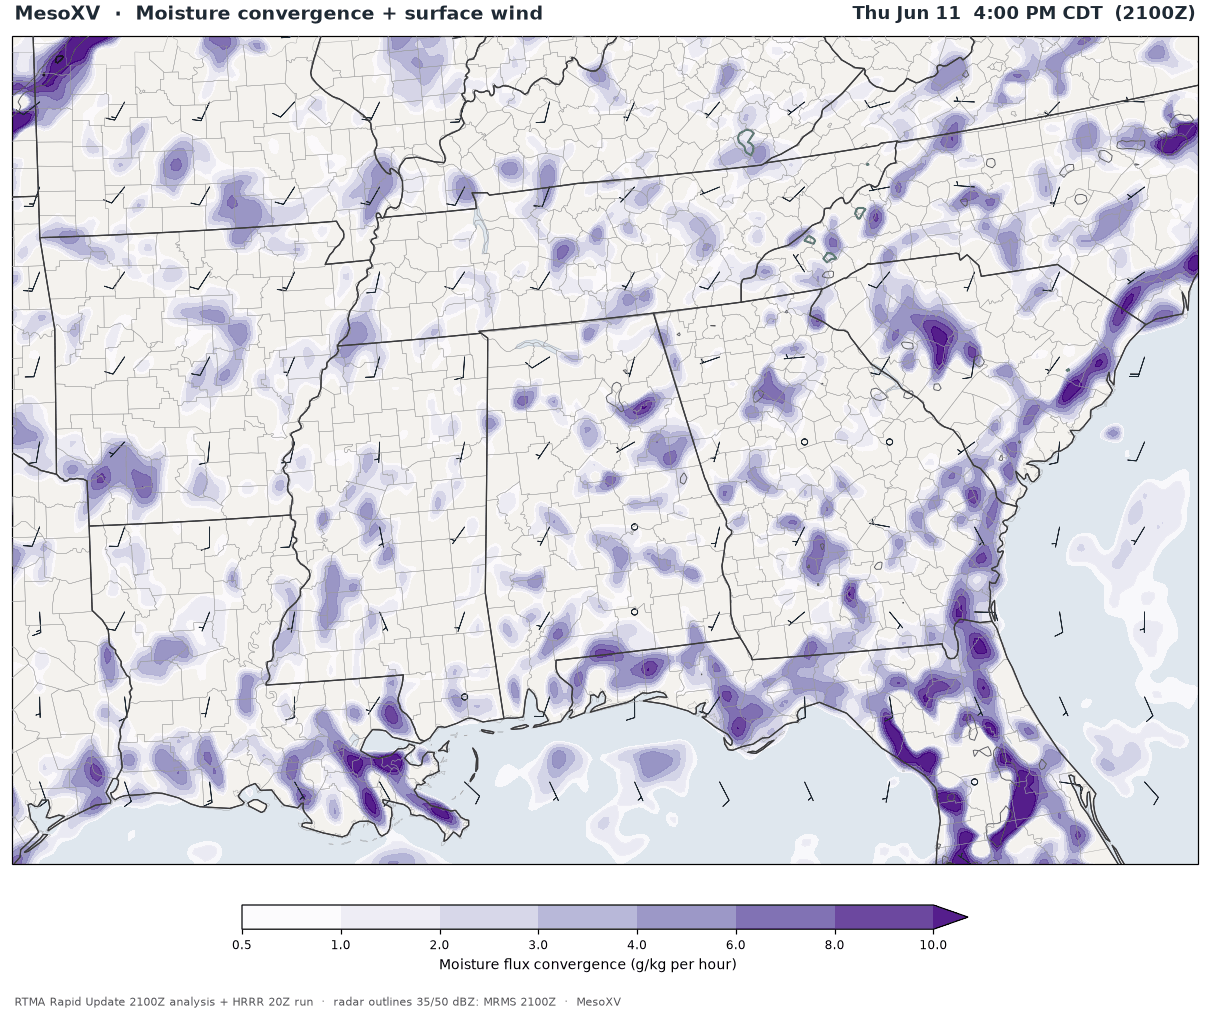 MesoXV · Moisture convergence + surface wind
Thu Jun 11 4:00 PM CDT (2100Z)
0.5 1.0 2.0 3.0 4.0 6.0 8.0 10.0
Moisture flux convergence (g/kg per hour)
RTMA Rapid Update 2100Z analysis + HRRR 20Z run · radar outlines 35/50 dBZ: MRMS 2100Z · MesoXV